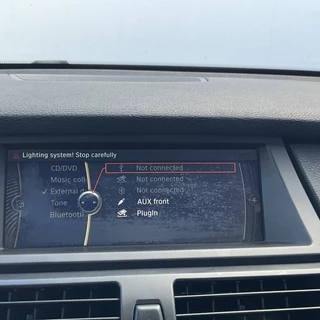 Lighting system! Stop carefully
CD/DVD Not connected
Music coll Not connected
External d Not connected
Tone AUX front
Bluetooth PlugIn